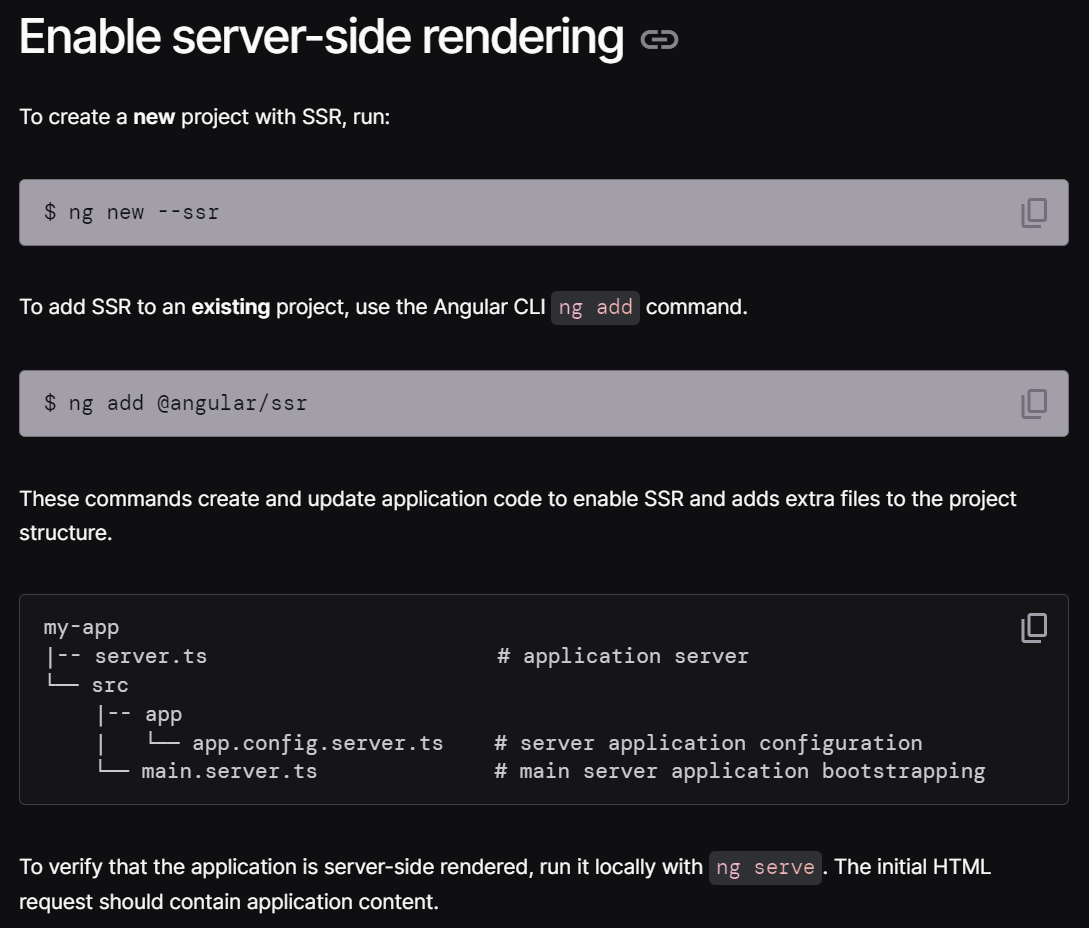 Enable server-side rendering
To create a new project with SSR, run:
$ ng new --ssr
To add SSR to an existing project, use the Angular CLI ng add command.
$ ng add @angular/ssr
These commands create and update application code to enable SSR and adds extra files to the project
structure.
my-app
|-- server.ts                       # application server
└── src
    |-- app
    |   └── app.config.server.ts    # server application configuration
    └── main.server.ts              # main server application bootstrapping
To verify that the application is server-side rendered, run it locally with ng serve. The initial HTML
request should contain application content.